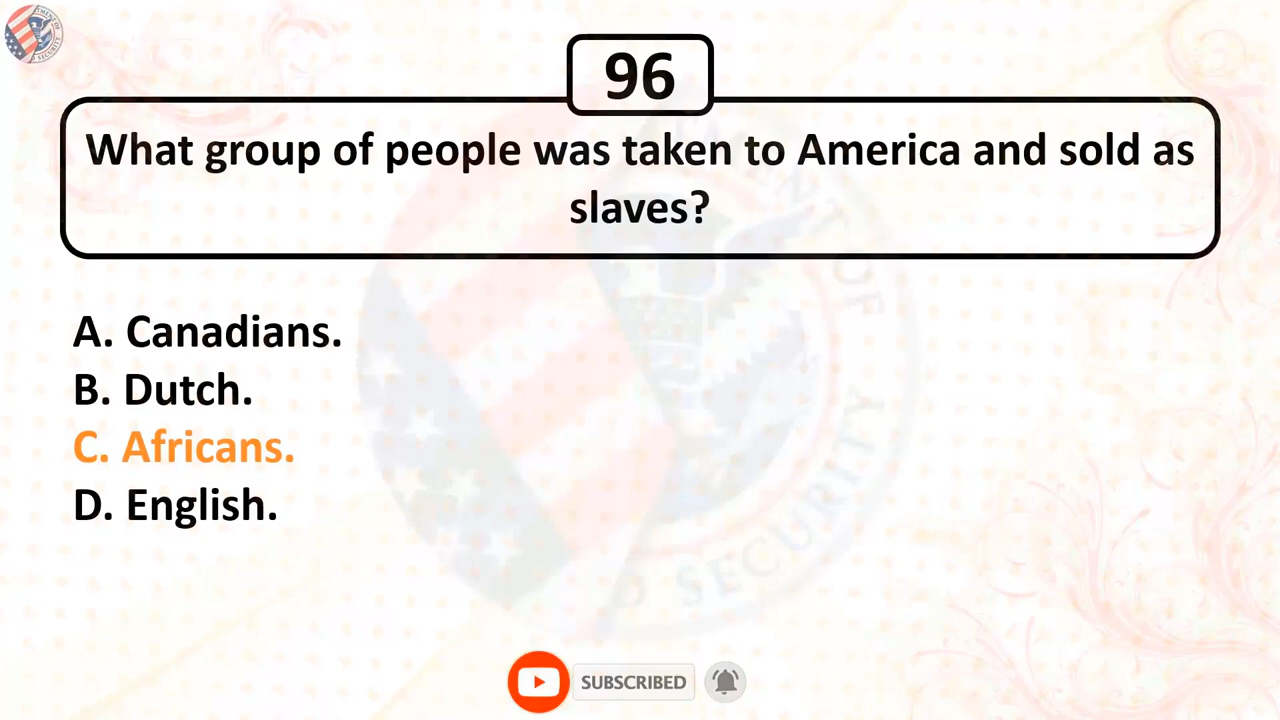 96
What group of people was taken to America and sold as
slaves?
A. Canadians.
B. Dutch.
C. Africans.
D. English.
SUBSCRIBED